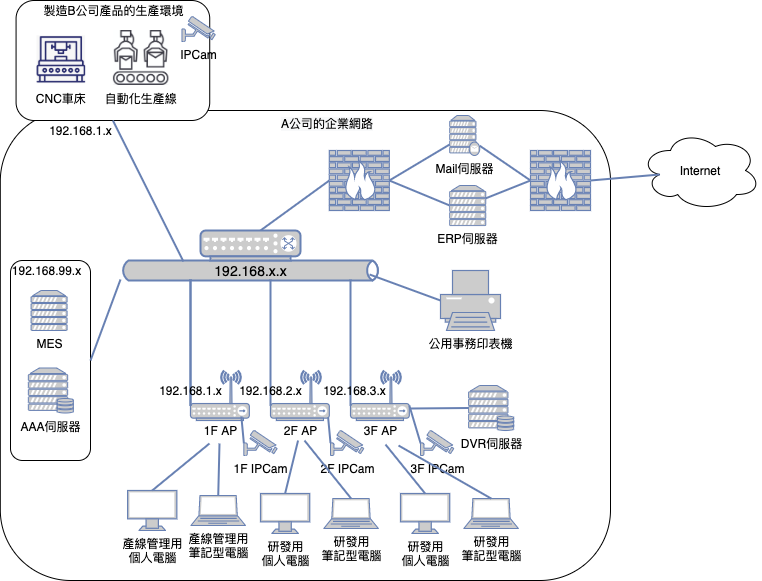 製造B公司產品的生產環境
IPCam
CNC車床
自動化生產線
192.168.1.x
A公司的企業網路
Mail伺服器
Internet
ERP伺服器
192.168.99.x
192.168.x.x
MES
公用事務印表機
AAA伺服器
192.168.1.x
192.168.2.x
192.168.3.x
1F AP
2F AP
3F AP
DVR伺服器
1F IPCam
2F IPCam
3F IPCam
產線管理用
個人電腦
產線管理用
筆記型電腦
研發用
個人電腦
研發用
筆記型電腦
研發用
個人電腦
研發用
筆記型電腦